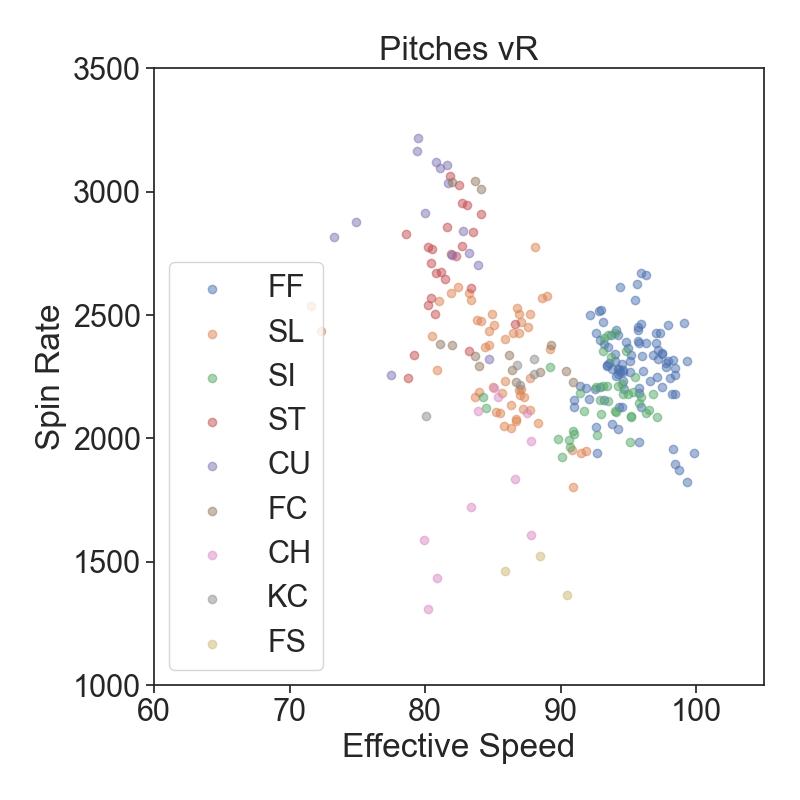 Pitches vR
3500
3000
2500
2000
1500
1000
Spin Rate
FF
SL
SI
ST
CU
FC
CH
KC
FS
60 70 80 90 100
Effective Speed